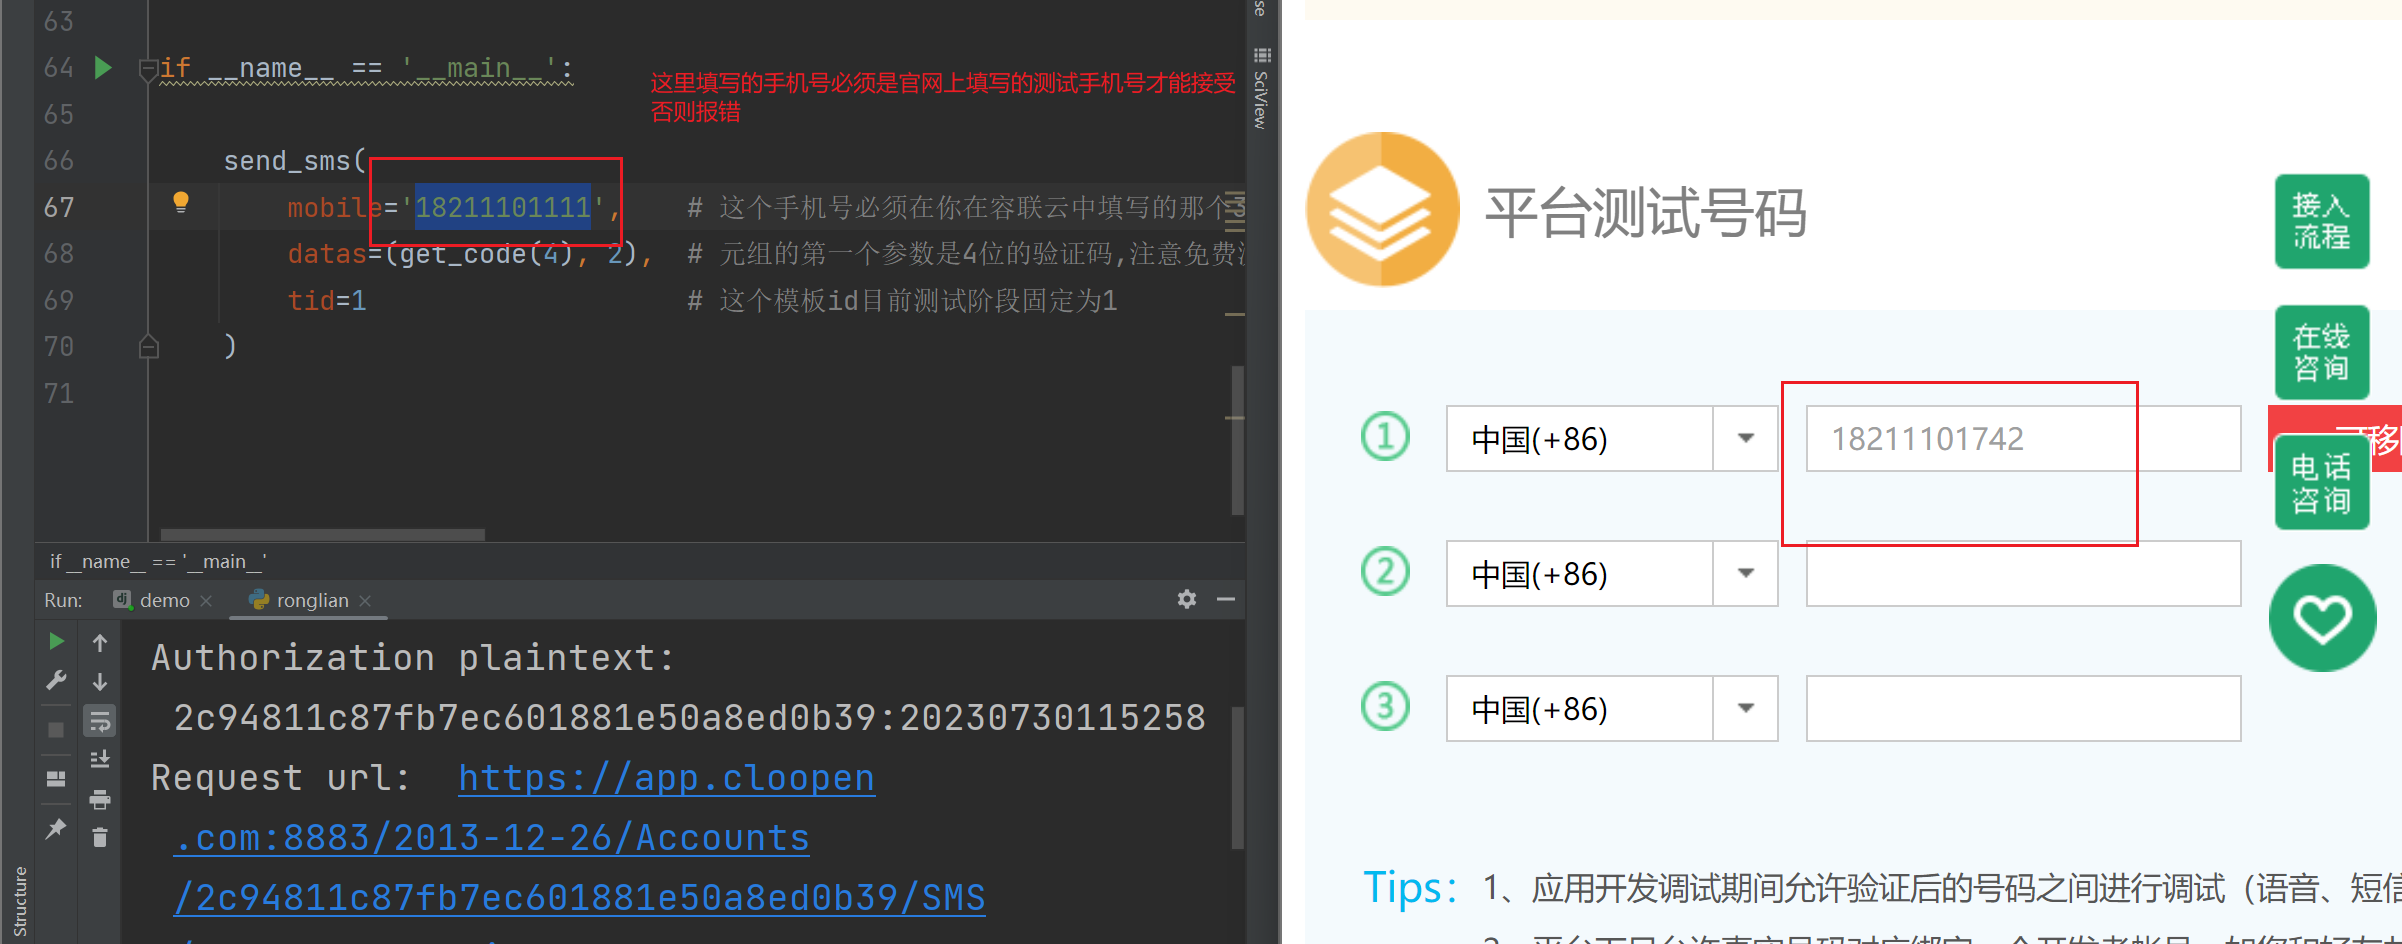 63
64 if __name__ == '__main__':
这里填写的手机号必须是官网上填写的测试手机号才能接受
否则报错
65
66 send_sms(
67 mobile='18211101111', # 这个手机号必须在你在容联云中填写的那个
68 datas=(get_code(4), 2), # 元组的第一个参数是4位的验证码,注意免费
69 tid=1 # 这个模板id目前测试阶段固定为1
70 )
71
if __name__ == '__main__'
Run: demo ronglian
Authorization plaintext:
2c94811c87fb7ec601881e50a8ed0b39:20230730115258
Request url: https://app.cloopen
.com:8883/2013-12-26/Accounts
/2c94811c87fb7ec601881e50a8ed0b39/SMS
Structure
se
SciView
平台测试号码
接入
流程
在线
咨询
① 中国(+86) 18211101742
电话
咨询
② 中国(+86)
③ 中国(+86)
Tips: 1、应用开发调试期间允许验证后的号码之间进行调试（语音、短信